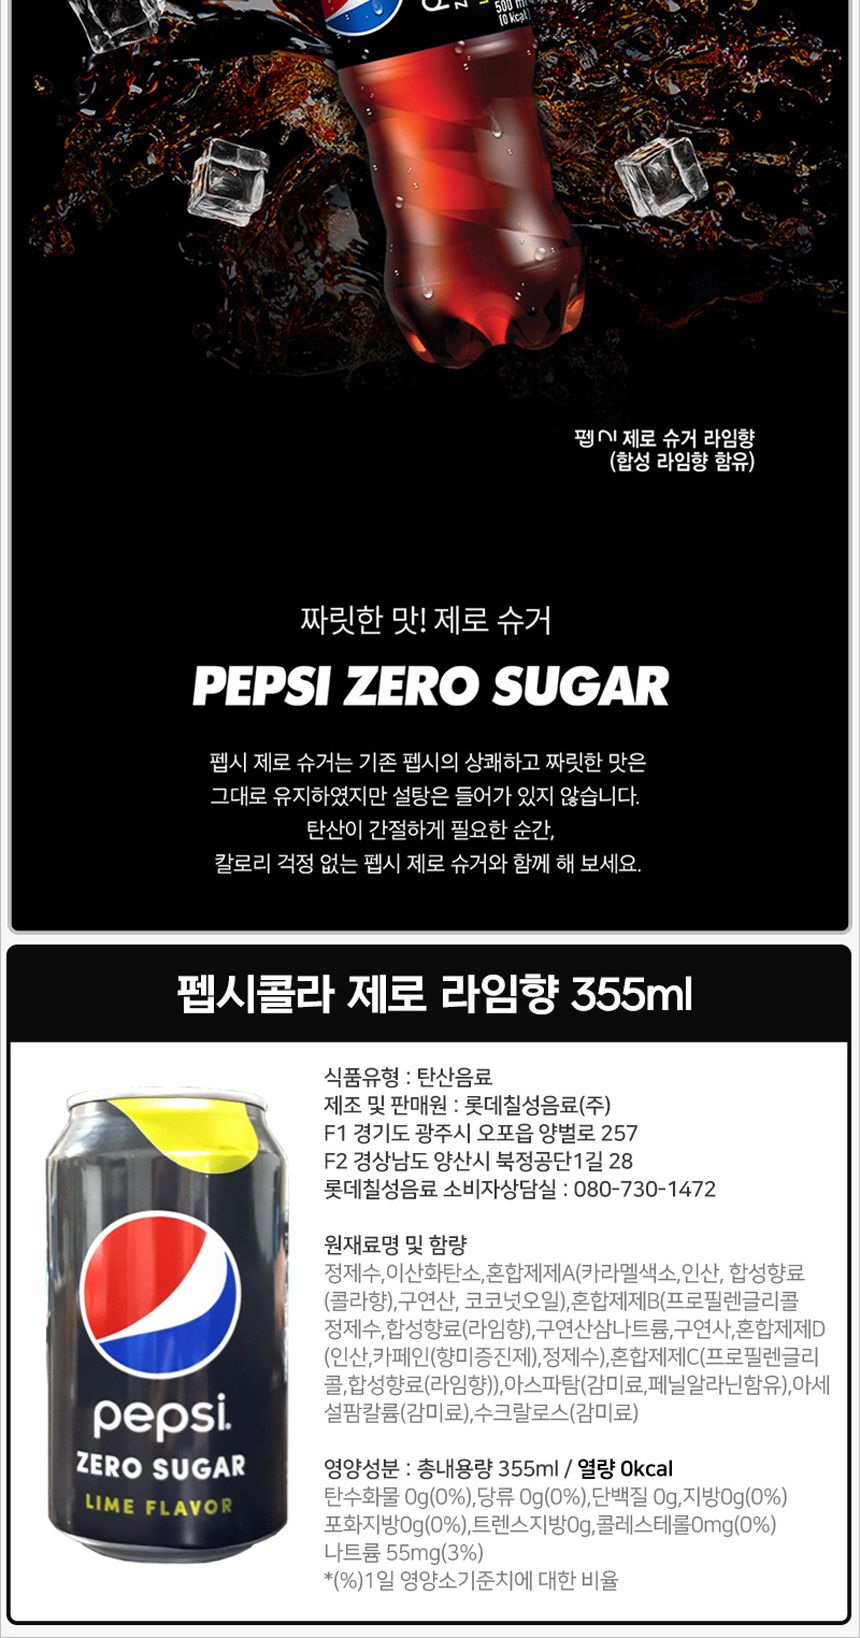 500 ml
(0 kcal)
펩시 제로 슈거 라임향
(합성 라임향 함유)
짜릿한 맛! 제로 슈거
PEPSI ZERO SUGAR
펩시 제로 슈거는 기존 펩시의 상쾌하고 짜릿한 맛은
그대로 유지하였지만 설탕은 들어가 있지 않습니다.
탄산이 간절하게 필요한 순간,
칼로리 걱정 없는 펩시 제로 슈거와 함께 해 보세요.
펩시콜라 제로 라임향 355ml
식품유형 : 탄산음료
제조 및 판매원 : 롯데칠성음료(주)
F1 경기도 광주시 오포읍 양벌로 257
F2 경상남도 양산시 북정공단1길 28
롯데칠성음료 소비자상담실 : 080-730-1472
원재료명 및 함량
정제수,이산화탄소,혼합제제A(카라멜색소,인산, 합성향료
(콜라향),구연산, 코코넛오일),혼합제제B(프로필렌글리콜
정제수,합성향료(라임향),구연산삼나트륨,구연사,혼합제제D
(인산,카페인(향미증진제),정제수),혼합제제C(프로필렌글리
콜,합성향료(라임향)),아스파탐(감미료,페닐알라닌함유),아세
설팜칼륨(감미료),수크랄로스(감미료)
영양성분 : 총내용량 355ml / 열량 0kcal
탄수화물 0g(0%),당류 0g(0%),단백질 0g,지방0g(0%)
포화지방0g(0%),트렌스지방0g,콜레스테롤0mg(0%)
나트륨 55mg(3%)
*(%)1일 영양소기준치에 대한 비율
pepsi.
ZERO SUGAR
LIME FLAVOR